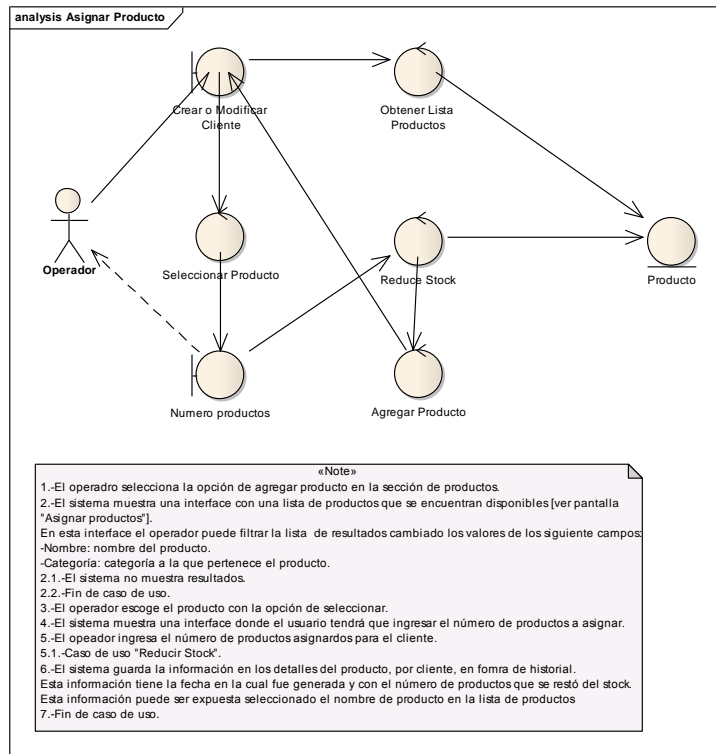 analysis Asignar Producto
Crear o Modificar
Cliente
Obtener Lista
Productos
Operador
Seleccionar Producto
Reduce Stock
Producto
Numero productos
Agregar Producto
«Note»
1.-El operadro selecciona la opción de agregar producto en la sección de productos.
2.-El sistema muestra una interface con una lista de productos que se encuentran disponibles [ver pantalla
"Asignar productos"].
En esta interface el operador puede filtrar la lista de resultados cambiado los valores de los siguiente campos:
-Nombre: nombre del producto.
-Categoría: categoría a la que pertenece el producto.
2.1.-El sistema no muestra resultados.
2.2.-Fin de caso de uso.
3.-El operador escoge el producto con la opción de seleccionar.
4.-El sistema muestra una interface donde el usuario tendrá que ingresar el número de productos a asignar.
5.-El opeador ingresa el número de productos asignardos para el cliente.
5.1.-Caso de uso "Reducir Stock".
6.-El sistema guarda la información en los detalles del producto, por cliente, en fomra de historial.
Esta información tiene la fecha en la cual fue generada y con el número de productos que se restó del stock.
Esta información puede ser expuesta seleccionado el nombre de producto en la lista de productos
7.-Fin de caso de uso.